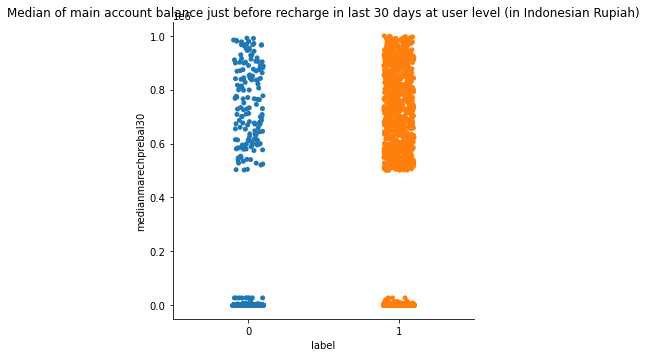 Median of main account balance just before recharge in last 30 days at user level (in Indonesian Rupiah)
1e6
1.0
0.8
0.6
0.4
0.2
0.0
medianmarechprebal30
0 1
label